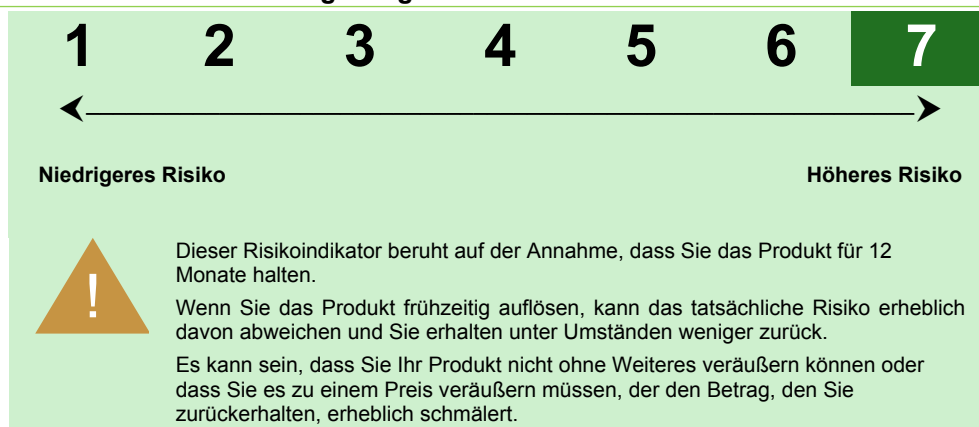 1 2 3 4 5 6 7
Niedrigeres Risiko Höheres Risiko
!
Dieser Risikoindikator beruht auf der Annahme, dass Sie das Produkt für 12
Monate halten.
Wenn Sie das Produkt frühzeitig auflösen, kann das tatsächliche Risiko erheblich
davon abweichen und Sie erhalten unter Umständen weniger zurück.
Es kann sein, dass Sie Ihr Produkt nicht ohne Weiteres veräußern können oder
dass Sie es zu einem Preis veräußern müssen, der den Betrag, den Sie
zurückerhalten, erheblich schmälert.